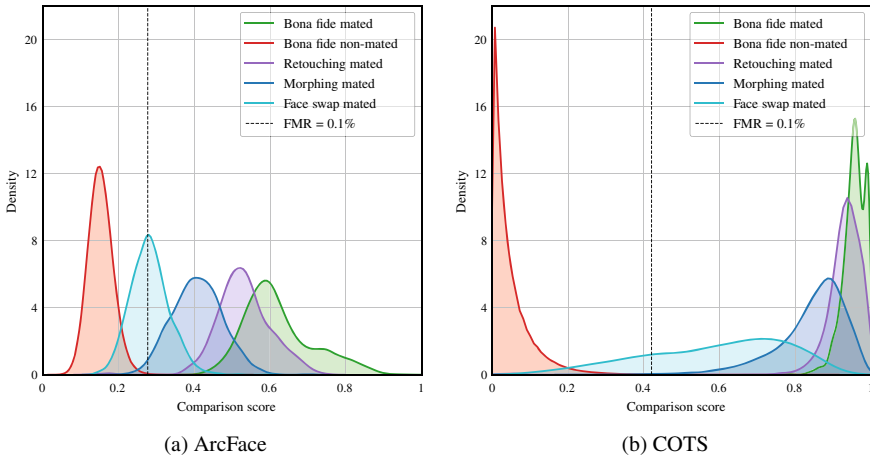 22
20
16
12
8
4
0
Density
0
0.2
0.4
0.6
0.8
1
Comparison score
Bona fide mated
Bona fide non-mated
Retouching mated
Morphing mated
Face swap mated
FMR = 0.1%
(a) ArcFace
20
16
12
8
4
0
Density
0
0.2
0.4
0.6
0.8
1
Comparison score
Bona fide mated
Bona fide non-mated
Retouching mated
Morphing mated
Face swap mated
FMR = 0.1%
(b) COTS